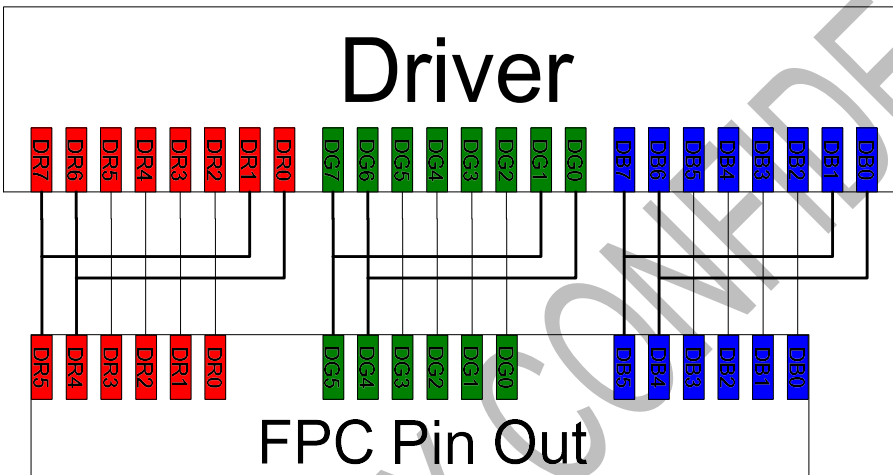 Driver
DR7 DR6 DR5 DR4 DR3 DR2 DR1 DR0 DG7 DG6 DG5 DG4 DG3 DG2 DG1 DG0 DB7 DB6 DB5 DB4 DB3 DB2 DB1 DB0
DR5 DR4 DR3 DR2 DR1 DR0 DG5 DG4 DG3 DG2 DG1 DG0 DB5 DB4 DB3 DB2 DB1 DB0
FPC Pin Out